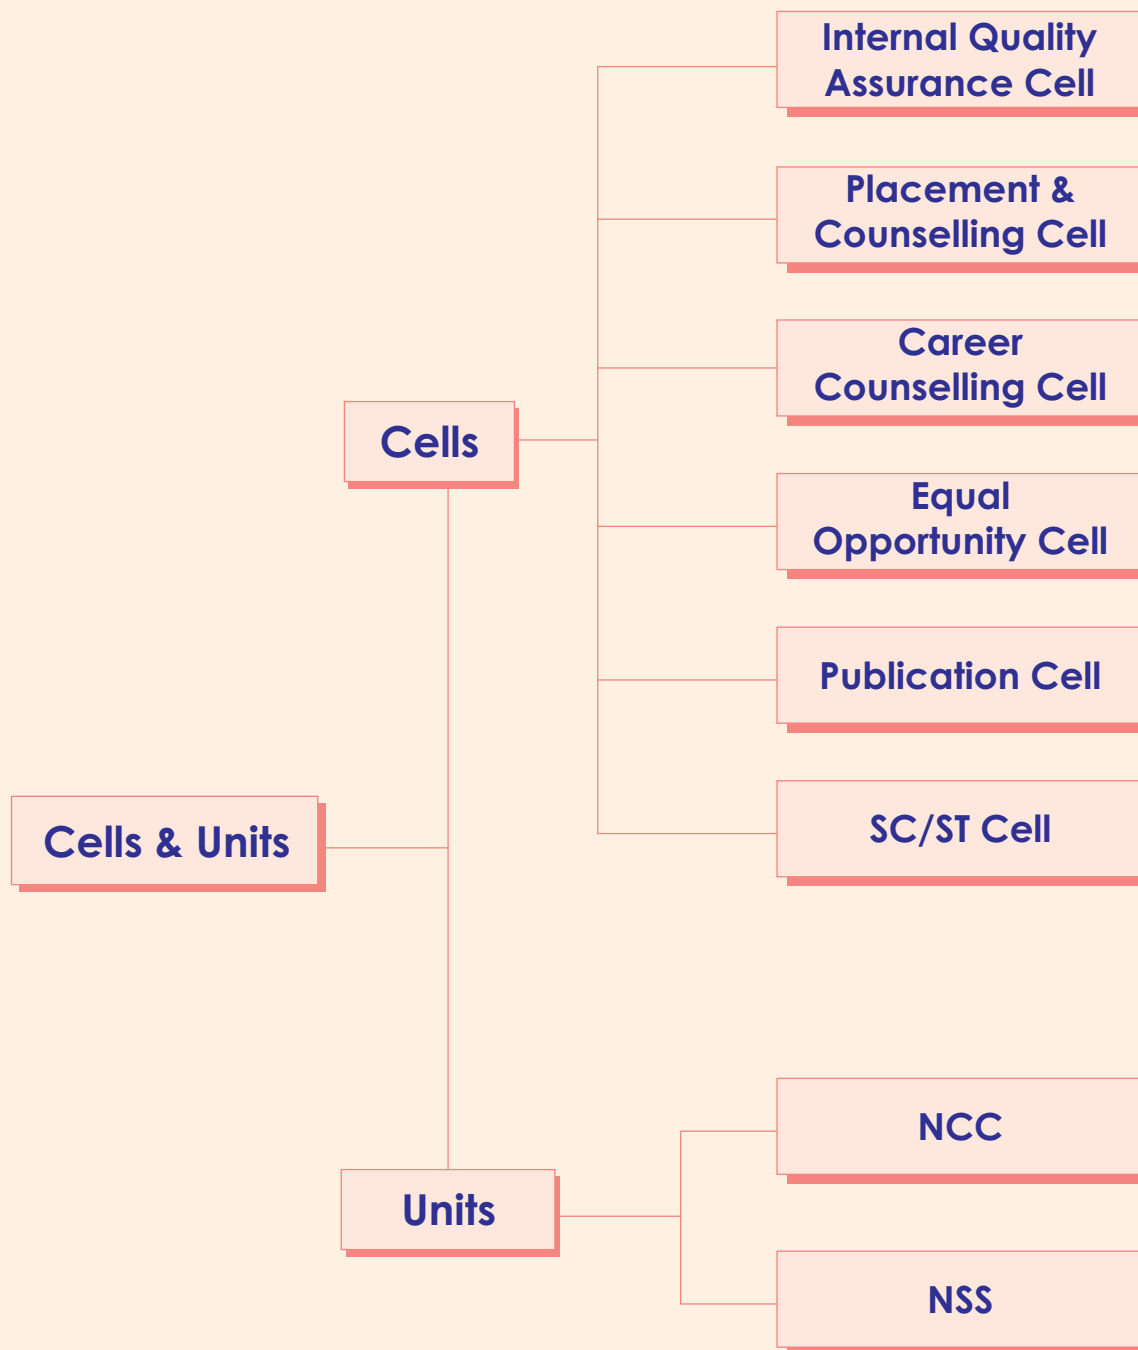 Internal Quality
Assurance Cell
Placement &
Counselling Cell
Career
Counselling Cell
Cells
Equal
Opportunity Cell
Publication Cell
Cells & Units
SC/ST Cell
NCC
Units
NSS